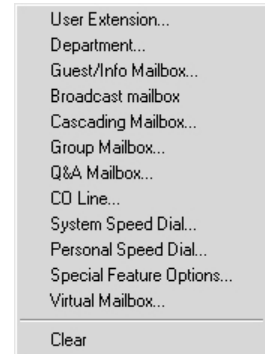 User Extension...
Department...
Guest/Info Mailbox...
Broadcast mailbox
Cascading Mailbox...
Group Mailbox...
Q&A Mailbox...
CO Line...
System Speed Dial...
Personal Speed Dial...
Special Feature Options...
Virtual Mailbox...
Clear